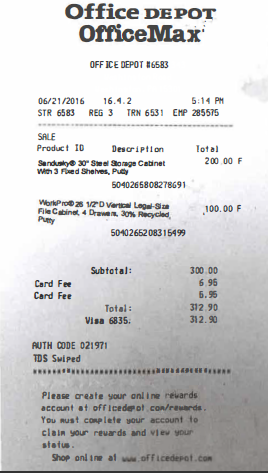 Office DEPOT
OfficeMax
OFFICE DEPOT #6583
06/21/2016 16.4.2 5:14 PM
STR 6583 REG 3 TRN 6531 EMP 285575
SALE
Product ID Description Total
Sandusky® 30" Steel Storage Cabinet 200.00 F
With 3 Fixed Shelves, Putty
5040265808278691
WorkPro® 26 1/2"D Vertical Legal-Size 100.00 F
File Cabinet, 4 Drawers, 30% Recycled,
Putty
5040265208315499
Subtotal: 300.00
Card Fee 6.95
Card Fee 5.95
Total: 312.90
Visa 6835: 312.90
AUTH CODE 021971
TDS Swiped
Please create your online rewards
account at officedepot.com/rewards.
You must complete your account to
claim your rewards and view your
status.
Shop online at www.officedepot.com